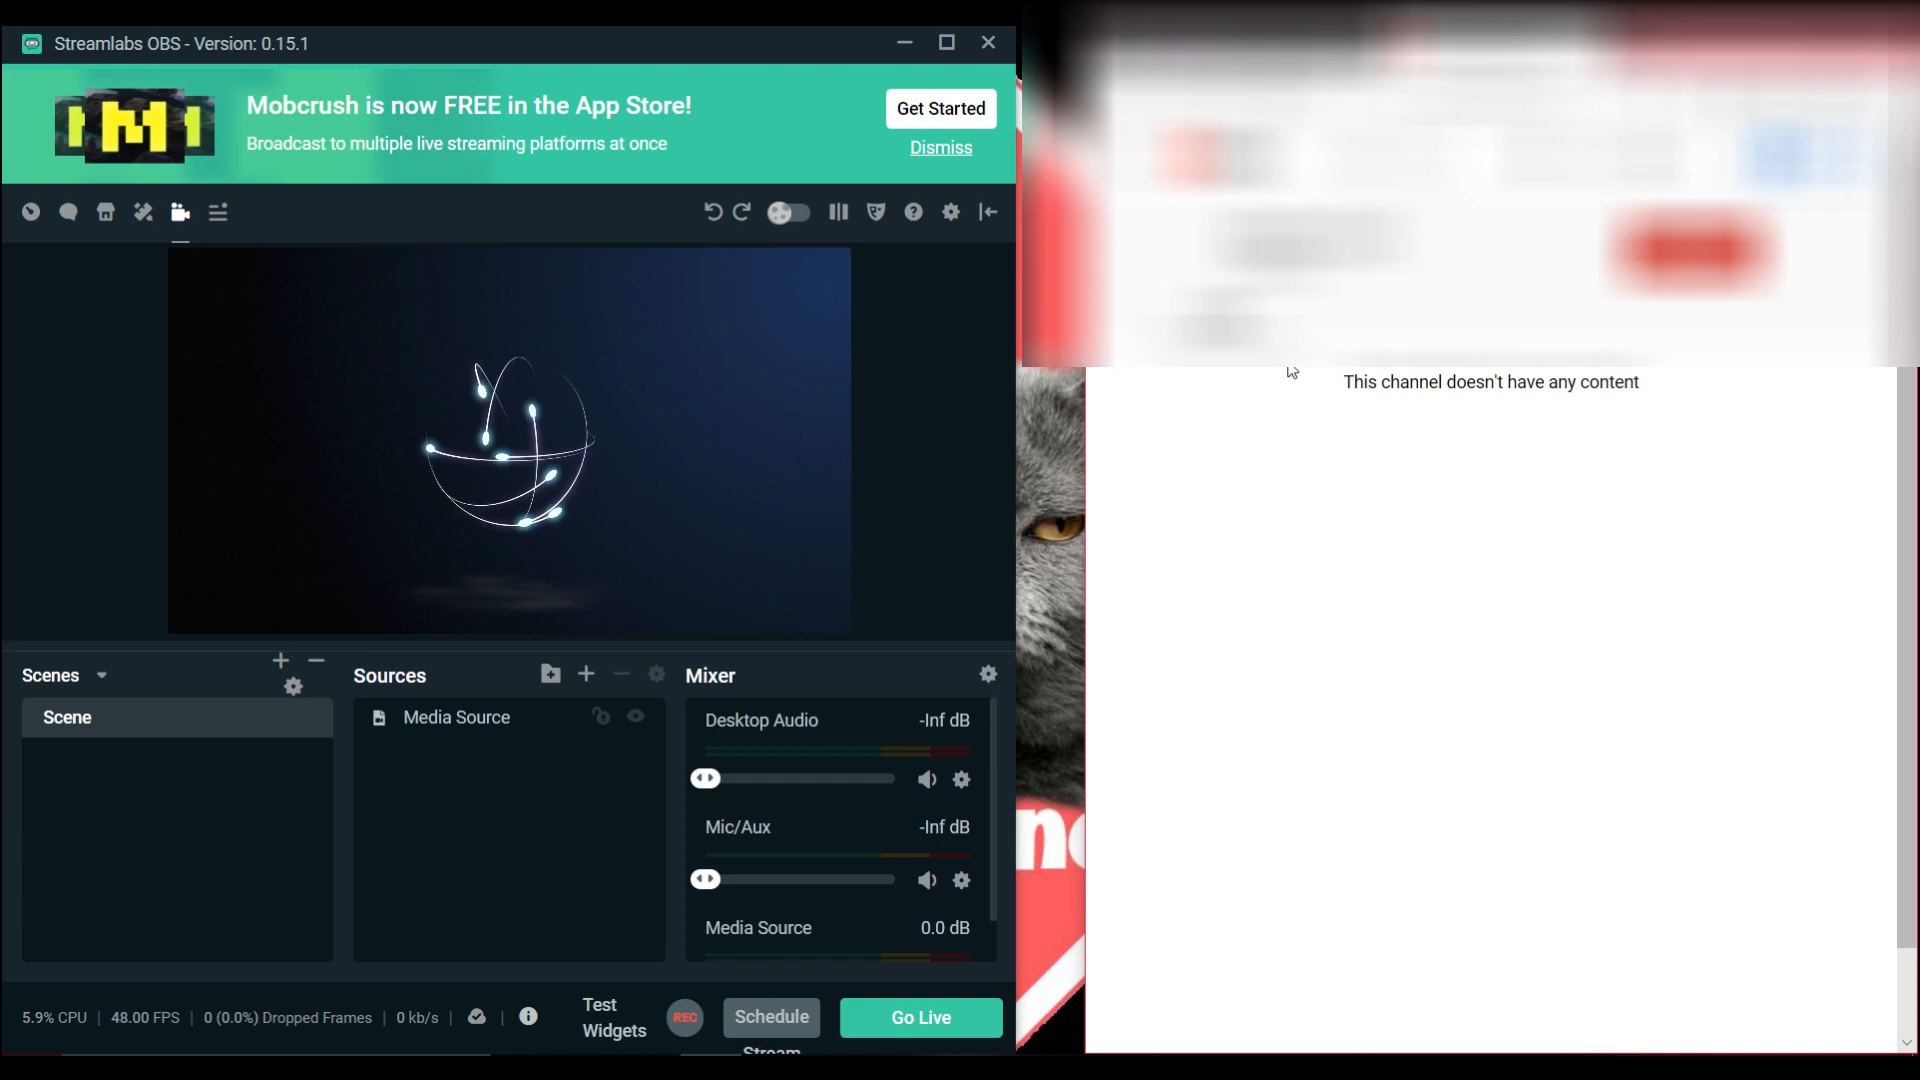 Streamlabs OBS - Version: 0.15.1
M
Mobcrush is now FREE in the App Store!
Broadcast to multiple live streaming platforms at once
Get Started
Dismiss
This channel doesn't have any content
Scenes
Scene
Sources
Media Source
Mixer
Desktop Audio -Inf dB
Mic/Aux -Inf dB
Media Source 0.0 dB
5.9% CPU | 48.00 FPS | 0 (0.0%) Dropped Frames | 0 kb/s |
Test
Widgets
REC
Schedule
Stream
Go Live